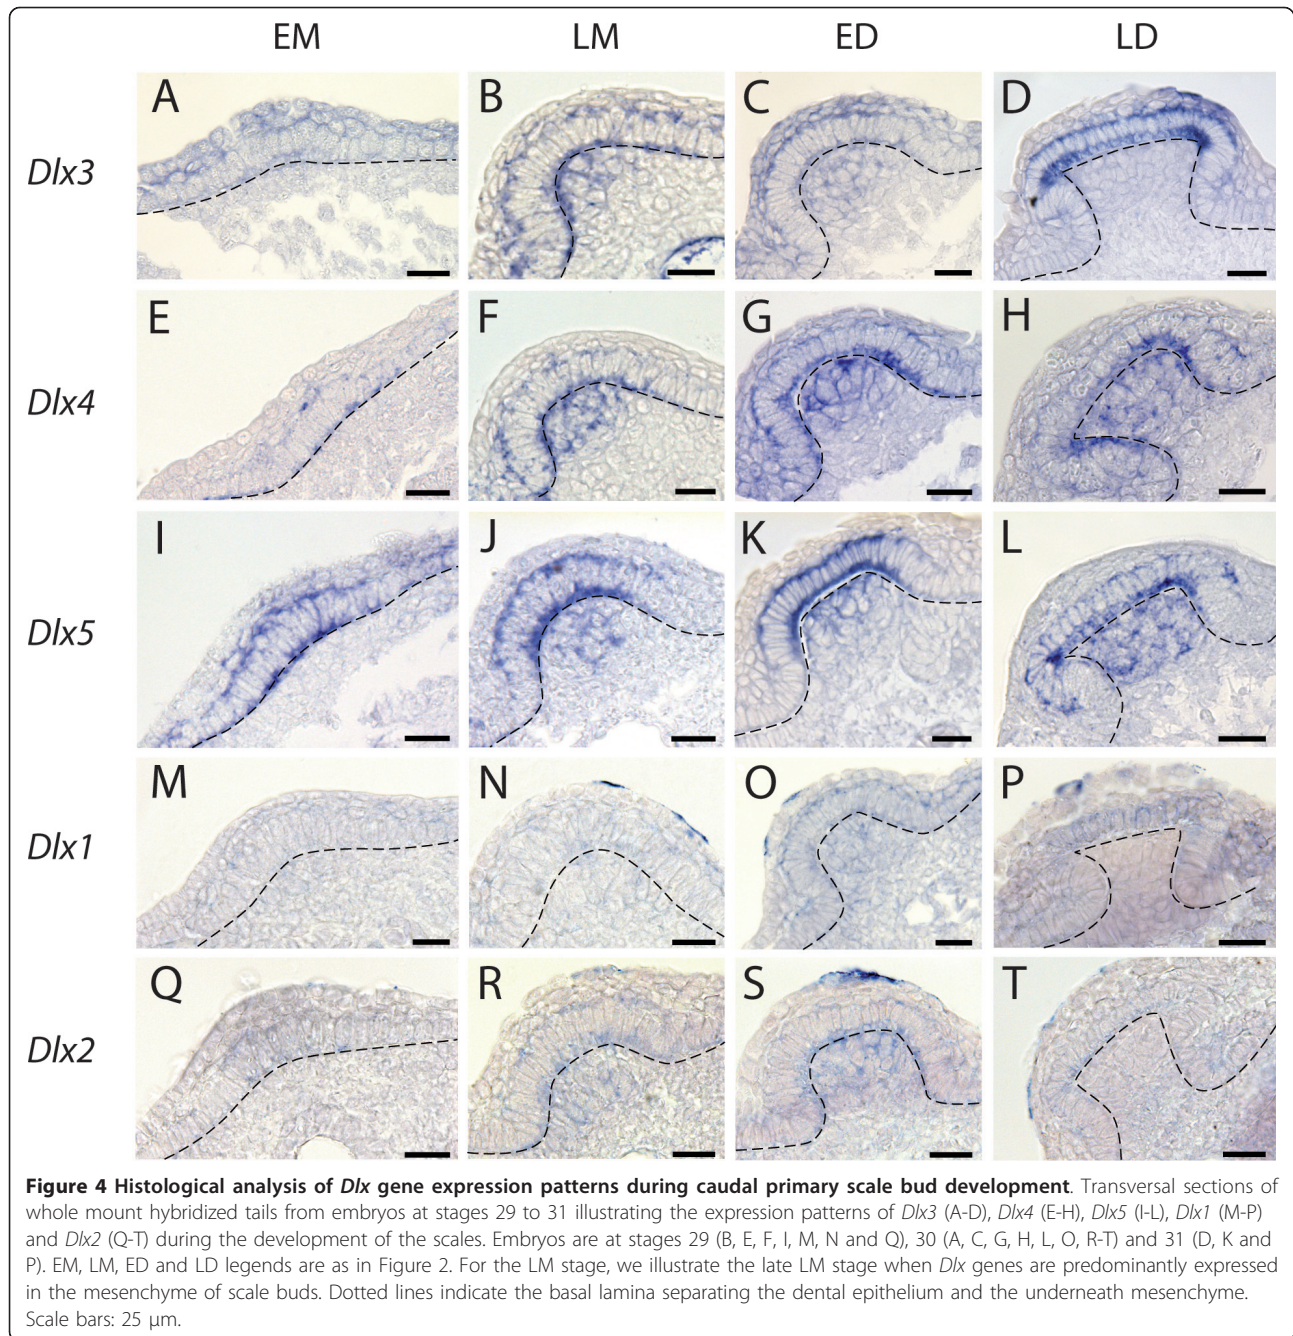 EM LM ED LD
A B C D
Dlx3
E F G H
Dlx4
I J K L
Dlx5
M N O P
Dlx1
Q R S T
Dlx2
Figure 4 Histological analysis of Dlx gene expression patterns during caudal primary scale bud development. Transversal sections of
whole mount hybridized tails from embryos at stages 29 to 31 illustrating the expression patterns of Dlx3 (A-D), Dlx4 (E-H), Dlx5 (I-L), Dlx1 (M-P)
and Dlx2 (Q-T) during the development of the scales. Embryos are at stages 29 (B, E, F, I, M, N and Q), 30 (A, C, G, H, L, O, R-T) and 31 (D, K and
P). EM, LM, ED and LD legends are as in Figure 2. For the LM stage, we illustrate the late LM stage when Dlx genes are predominantly expressed
in the mesenchyme of scale buds. Dotted lines indicate the basal lamina separating the dental epithelium and the underneath mesenchyme.
Scale bars: 25 μm.